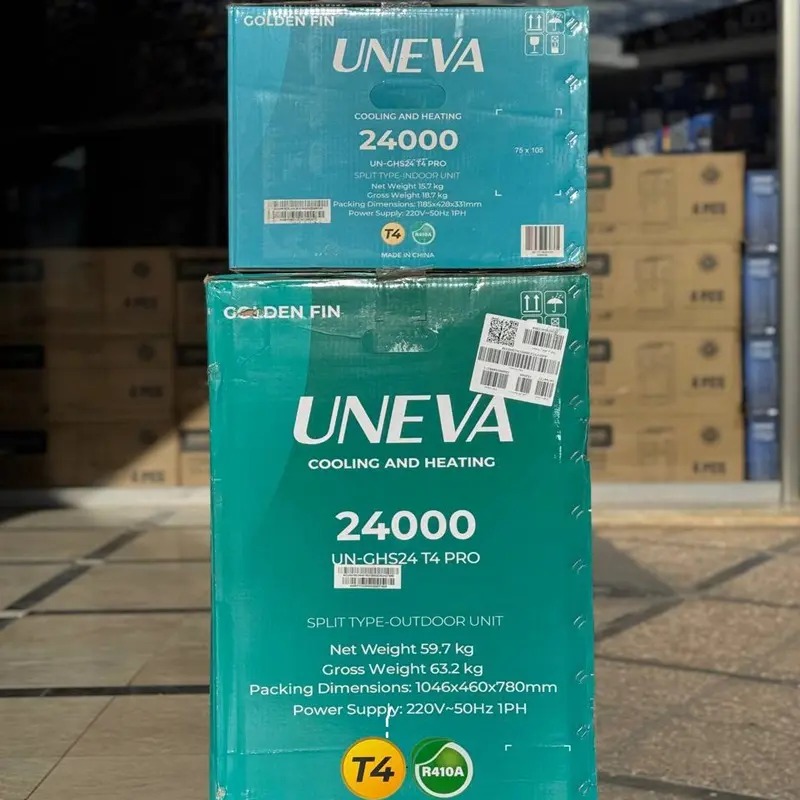 GOLDEN FIN
UNEVA
COOLING AND HEATING
24000
UN-GHS24 T4 PRO
SPLIT TYPE-INDOOR UNIT
Net Weight 15.7 kg
Gross Weight 18.7 kg
Packing Dimensions: 1185x428x331mm
Power Supply: 220V~50Hz 1PH
75 x 105
T4
R410A
MADE IN CHINA
GOLDEN FIN
UNEVA
COOLING AND HEATING
24000
UN-GHS24 T4 PRO
SPLIT TYPE-OUTDOOR UNIT
Net Weight 59.7 kg
Gross Weight 63.2 kg
Packing Dimensions: 1046x460x780mm
Power Supply: 220V~50Hz 1PH
T4
R410A